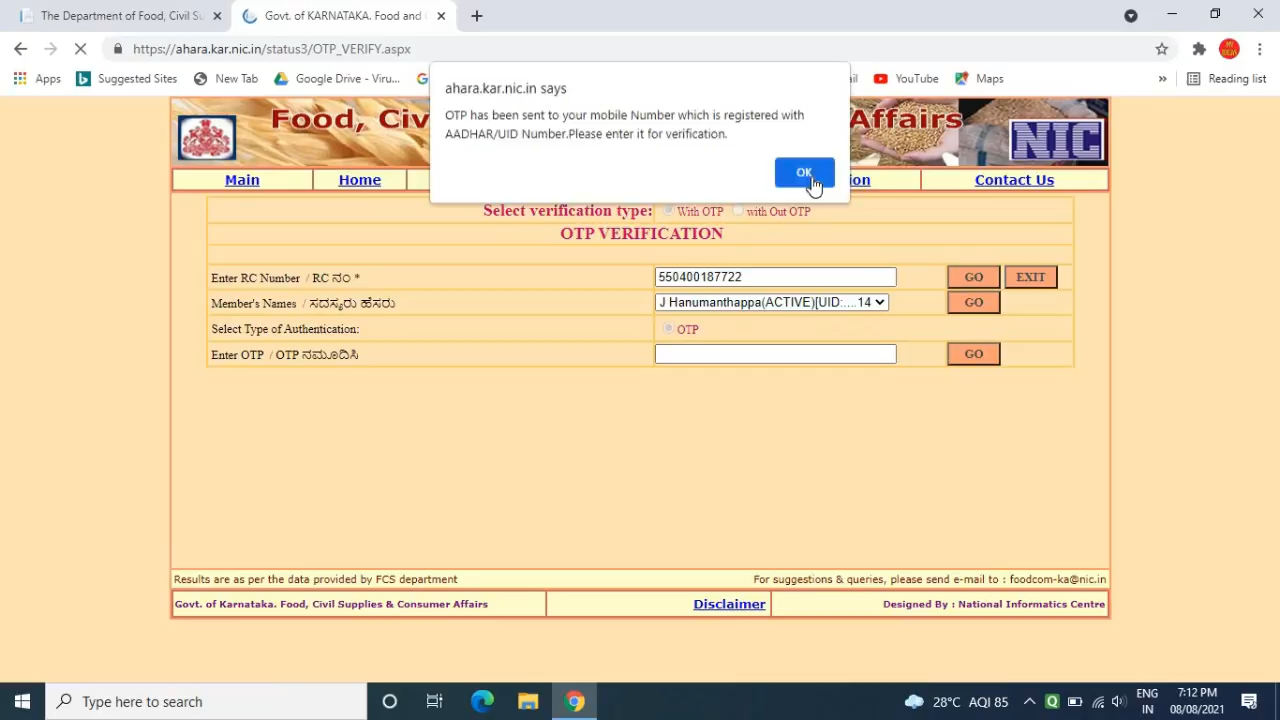 The Department of Food, Civil Sup
Govt. of KARNATAKA. Food and
https://ahara.kar.nic.in/status3/OTP_VERIFY.aspx
Apps
Suggested Sites
New Tab
Google Drive - Viru...
YouTube
Maps
»
Reading list
ahara.kar.nic.in says
OTP has been sent to your mobile Number which is registered with
AADHAR/UID Number.Please enter it for verification.
OK
Food, Civ
Affairs
NIC
Main
Home
Contact Us
Select verification type:
With OTP
with Out OTP
OTP VERIFICATION
Enter RC Number / RC ನಂ *
550400187722
GO
EXIT
Member's Names / ಸದಸ್ಯರು ಹೆಸರು
J Hanumanthappa(ACTIVE)[UID:....14
GO
Select Type of Authentication:
OTP
Enter OTP / OTP ನಮೂದಿಸಿ
GO
Results are as per the data provided by FCS department
For suggestions & queries, please send e-mail to : foodcom-ka@nic.in
Govt. of Karnataka. Food, Civil Supplies & Consumer Affairs
Disclaimer
Designed By : National Informatics Centre
Type here to search
28°C AQI 85
ENG
IN
7:12 PM
08/08/2021